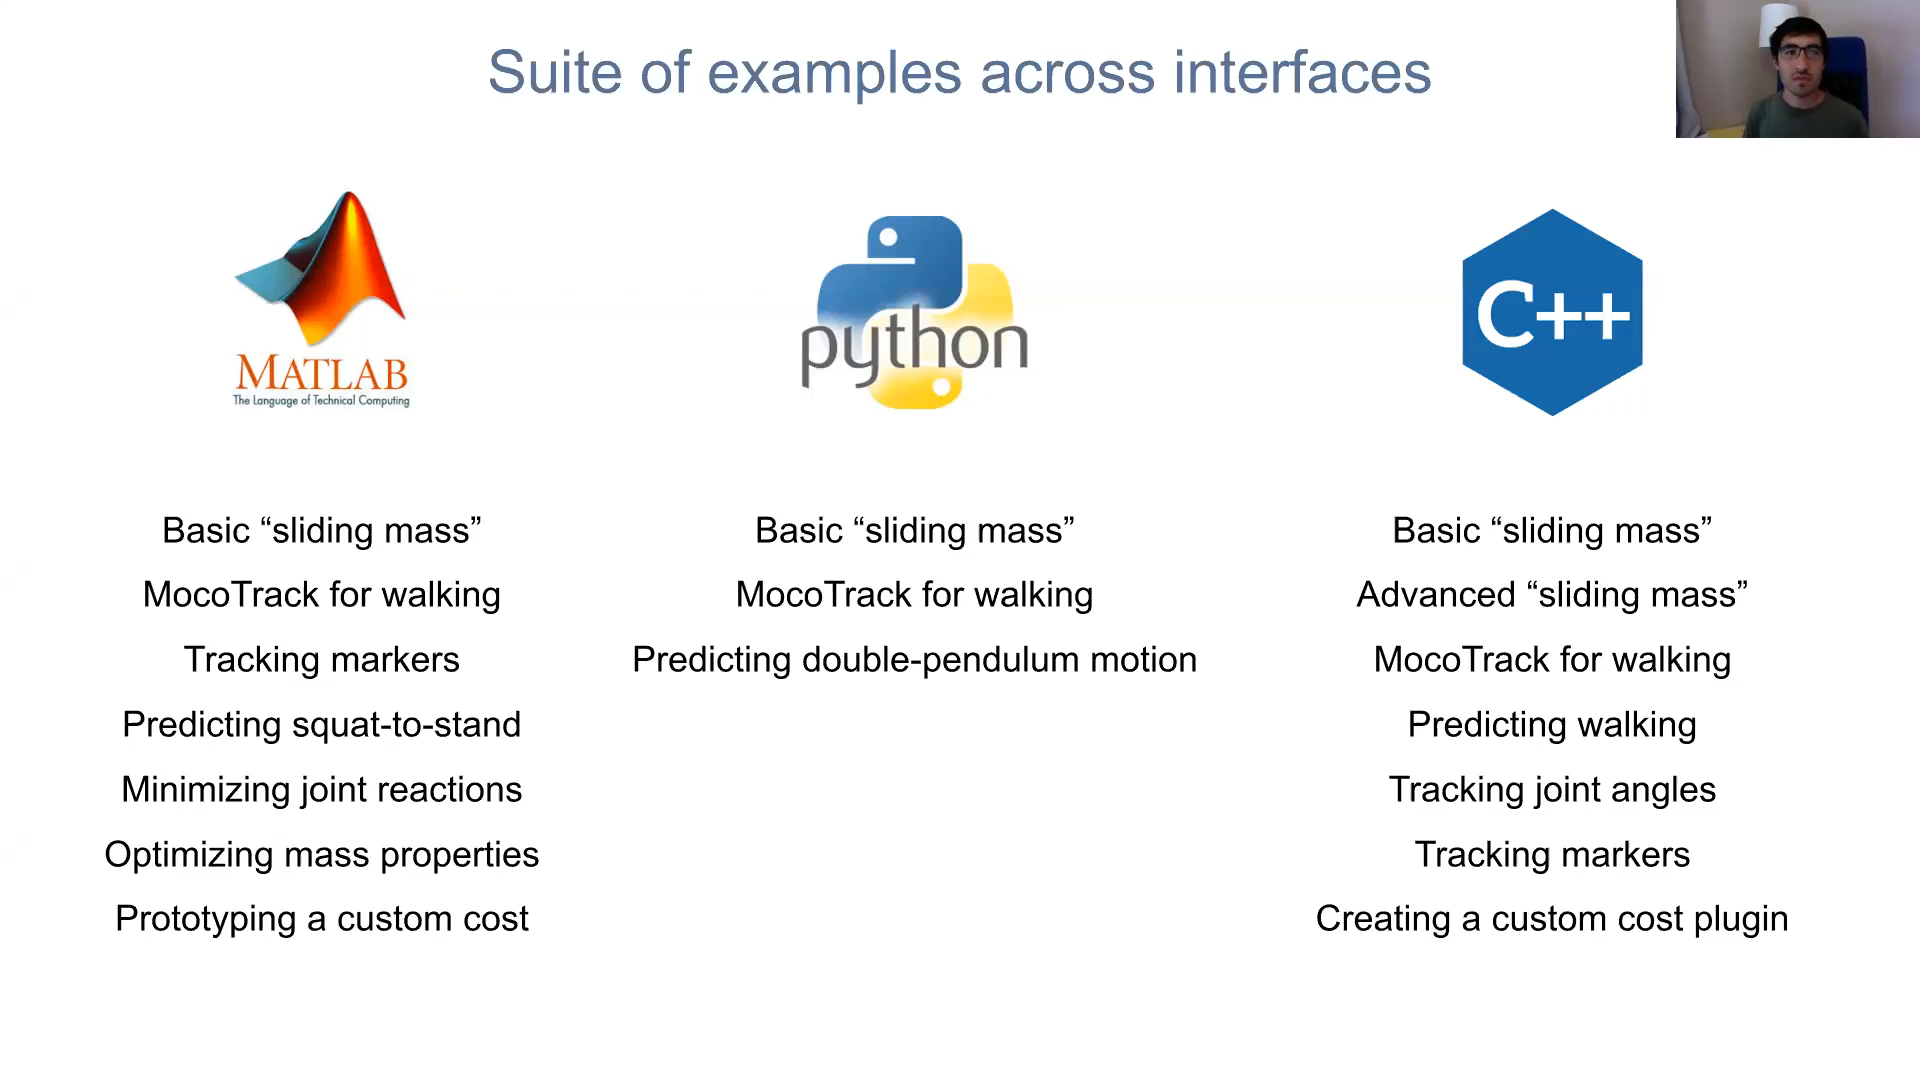 Suite of examples across interfaces
MATLAB
The Language of Technical Computing
python
C++
Basic “sliding mass”
MocoTrack for walking
Tracking markers
Predicting squat-to-stand
Minimizing joint reactions
Optimizing mass properties
Prototyping a custom cost
Basic “sliding mass”
MocoTrack for walking
Predicting double-pendulum motion
Basic “sliding mass”
Advanced “sliding mass”
MocoTrack for walking
Predicting walking
Tracking joint angles
Tracking markers
Creating a custom cost plugin